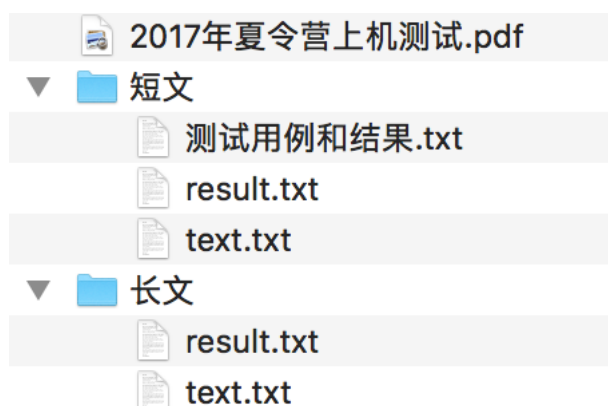 2017年夏令营上机测试.pdf
短文
测试用例和结果.txt
result.txt
text.txt
长文
result.txt
text.txt